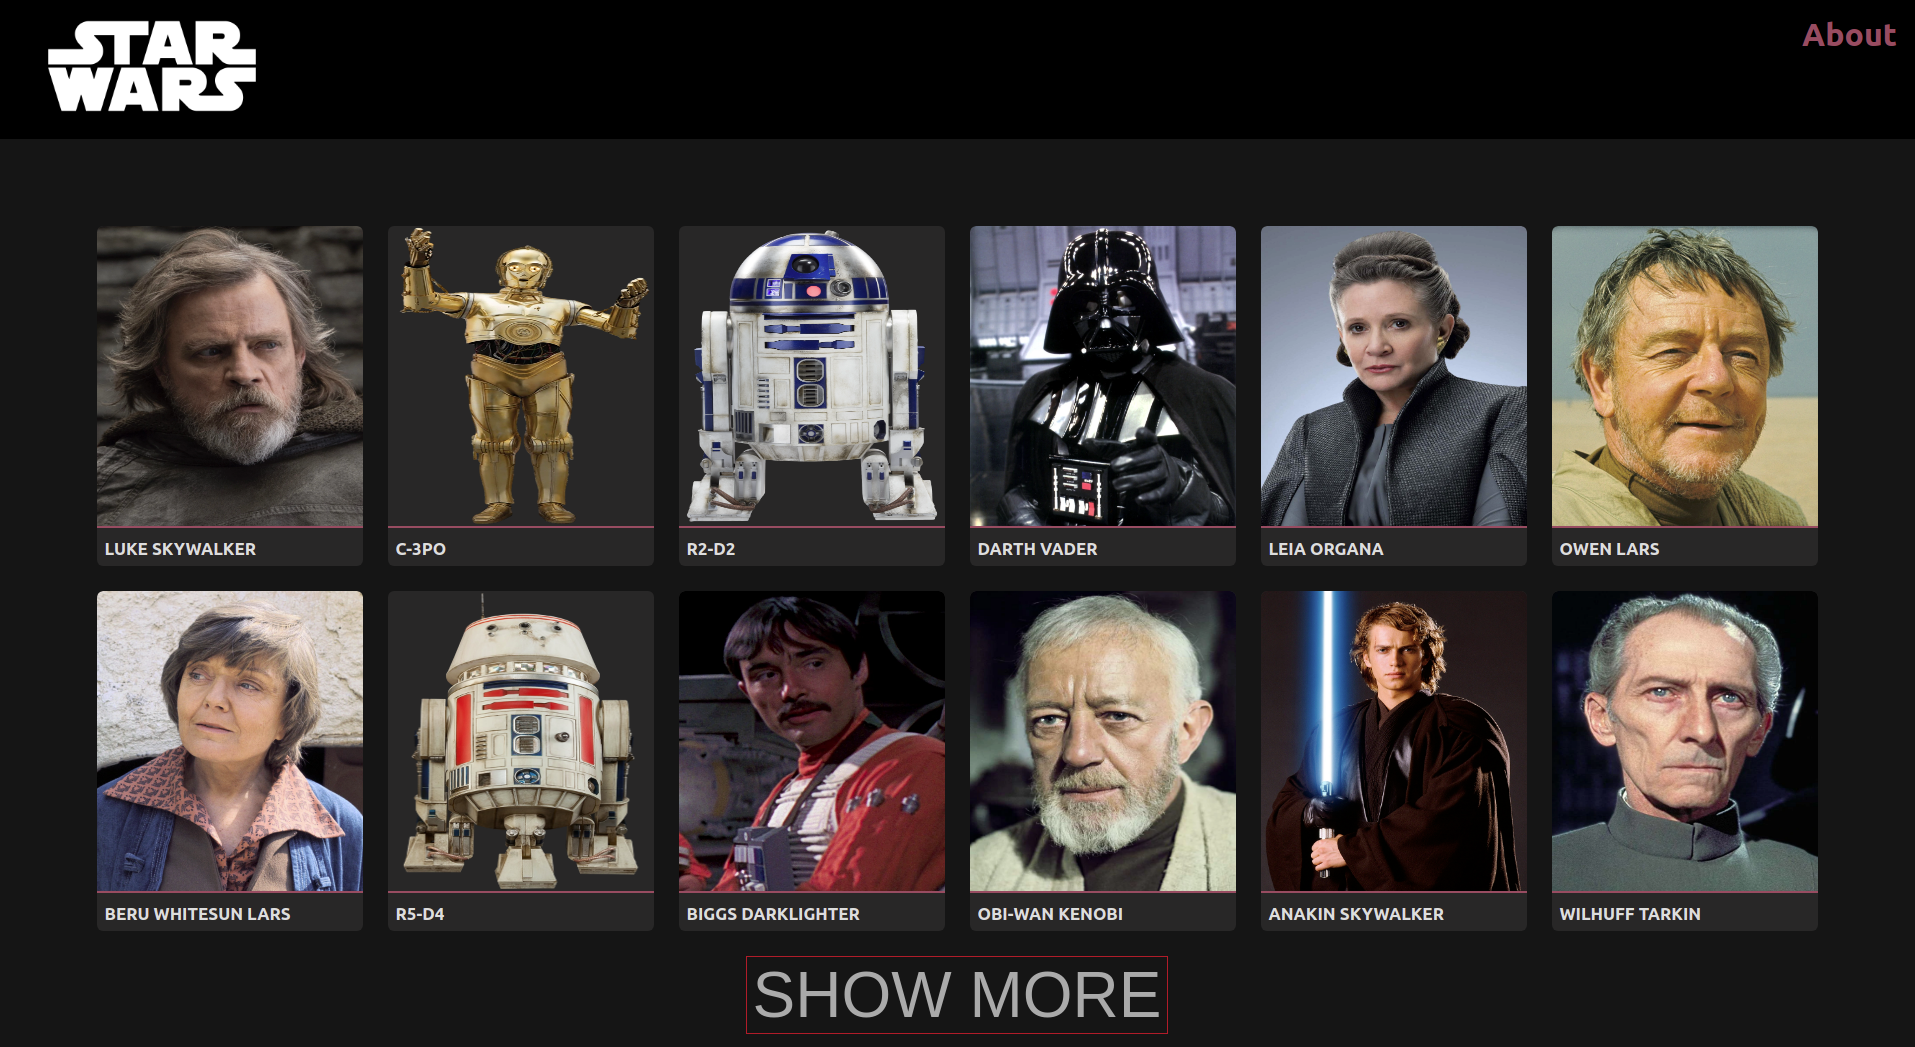 STAR
WARS
About
LUKE SKYWALKER
C-3PO
R2-D2
DARTH VADER
LEIA ORGANA
OWEN LARS
BERU WHITESUN LARS
R5-D4
BIGGS DARKLIGHTER
OBI-WAN KENOBI
ANAKIN SKYWALKER
WILHUFF TARKIN
SHOW MORE